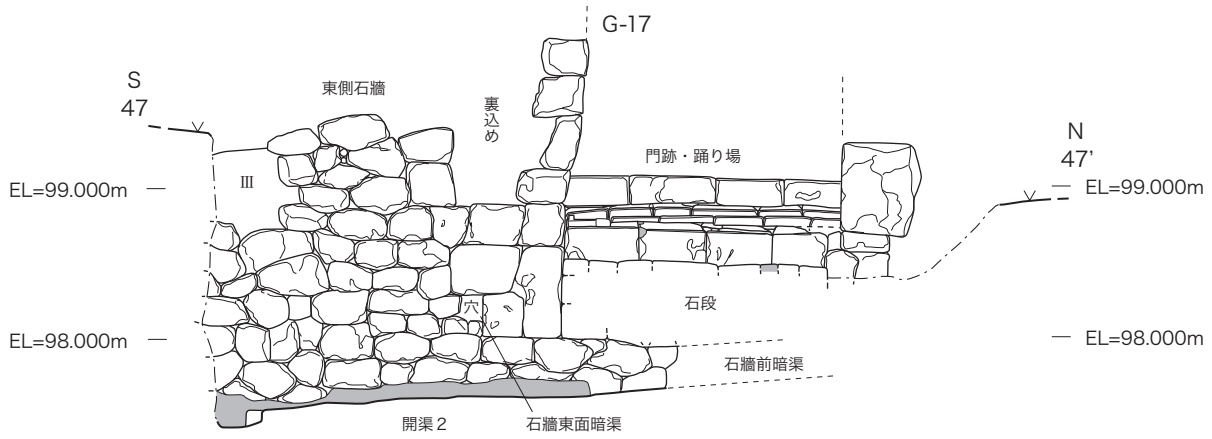 G-17
S
47
東側石牆
裏込め
門跡・踊り場
N
47'
EL=99.000m
Ⅲ
EL=99.000m
穴
石段
EL=98.000m
EL=98.000m
石牆前暗渠
開渠2
石牆東面暗渠